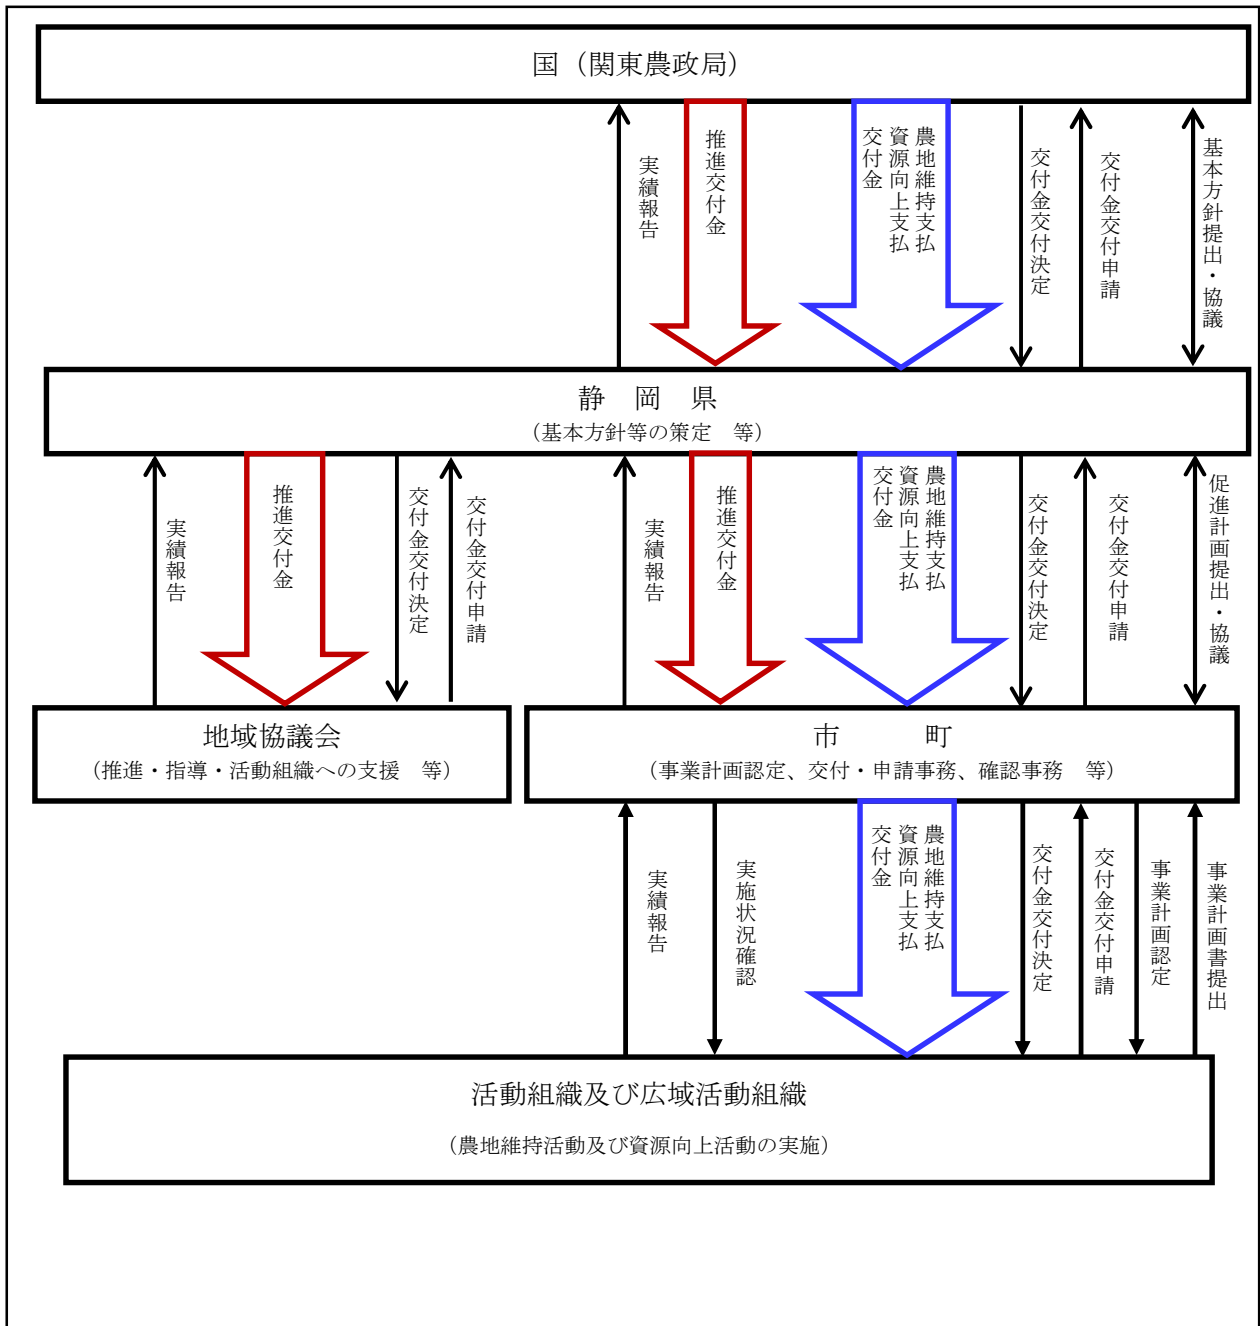 国（関東農政局）
実績報告
推進交付金
農地維持支払
資源向上支払
交付金
交付金交付決定
交付金交付申請
基本方針提出・協議
静　岡　県
（基本方針等の策定　等）
実績報告
推進交付金
交付金交付決定
交付金交付申請
実績報告
推進交付金
農地維持支払
資源向上支払
交付金
交付金交付決定
交付金交付申請
促進計画提出・協議
地域協議会
（推進・指導・活動組織への支援　等）
市　　　町
（事業計画認定、交付・申請事務、確認事務　等）
実績報告
実施状況確認
農地維持支払
資源向上支払
交付金
交付金交付決定
交付金交付申請
事業計画認定
事業計画書提出
活動組織及び広域活動組織
（農地維持活動及び資源向上活動の実施）